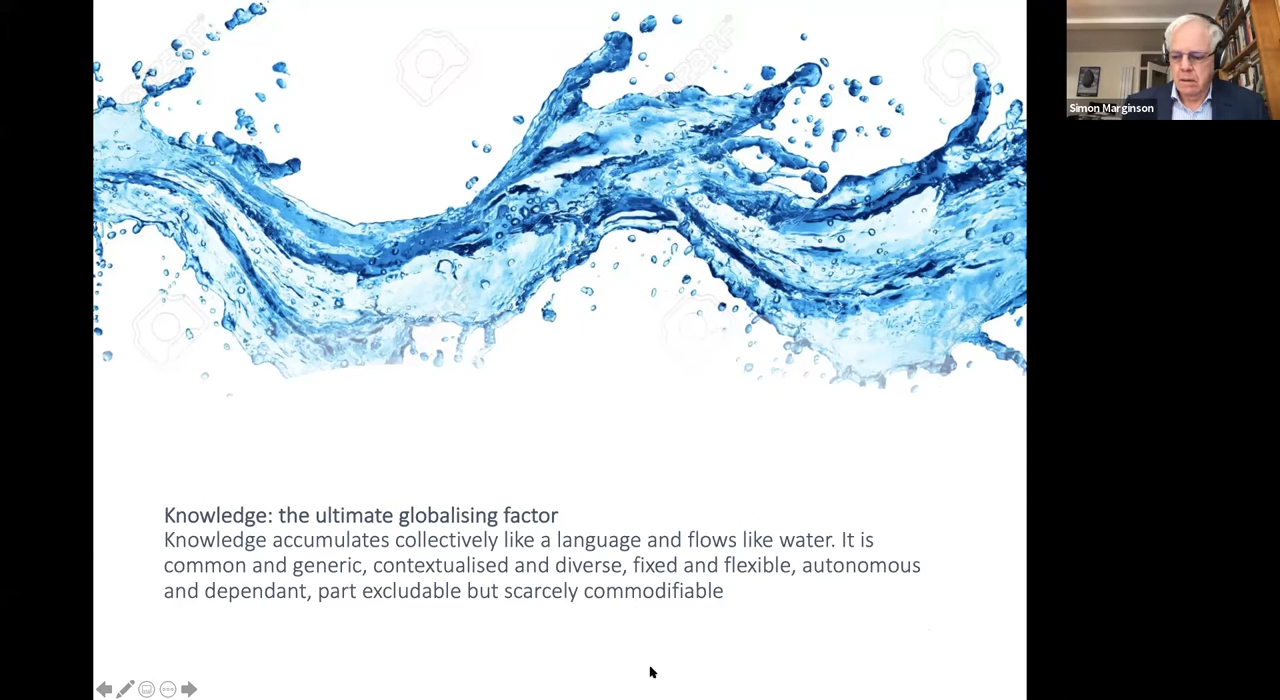 Simon Marginson
Knowledge: the ultimate globalising factor
Knowledge accumulates collectively like a language and flows like water. It is
common and generic, contextualised and diverse, fixed and flexible, autonomous
and dependant, part excludable but scarcely commodifiable